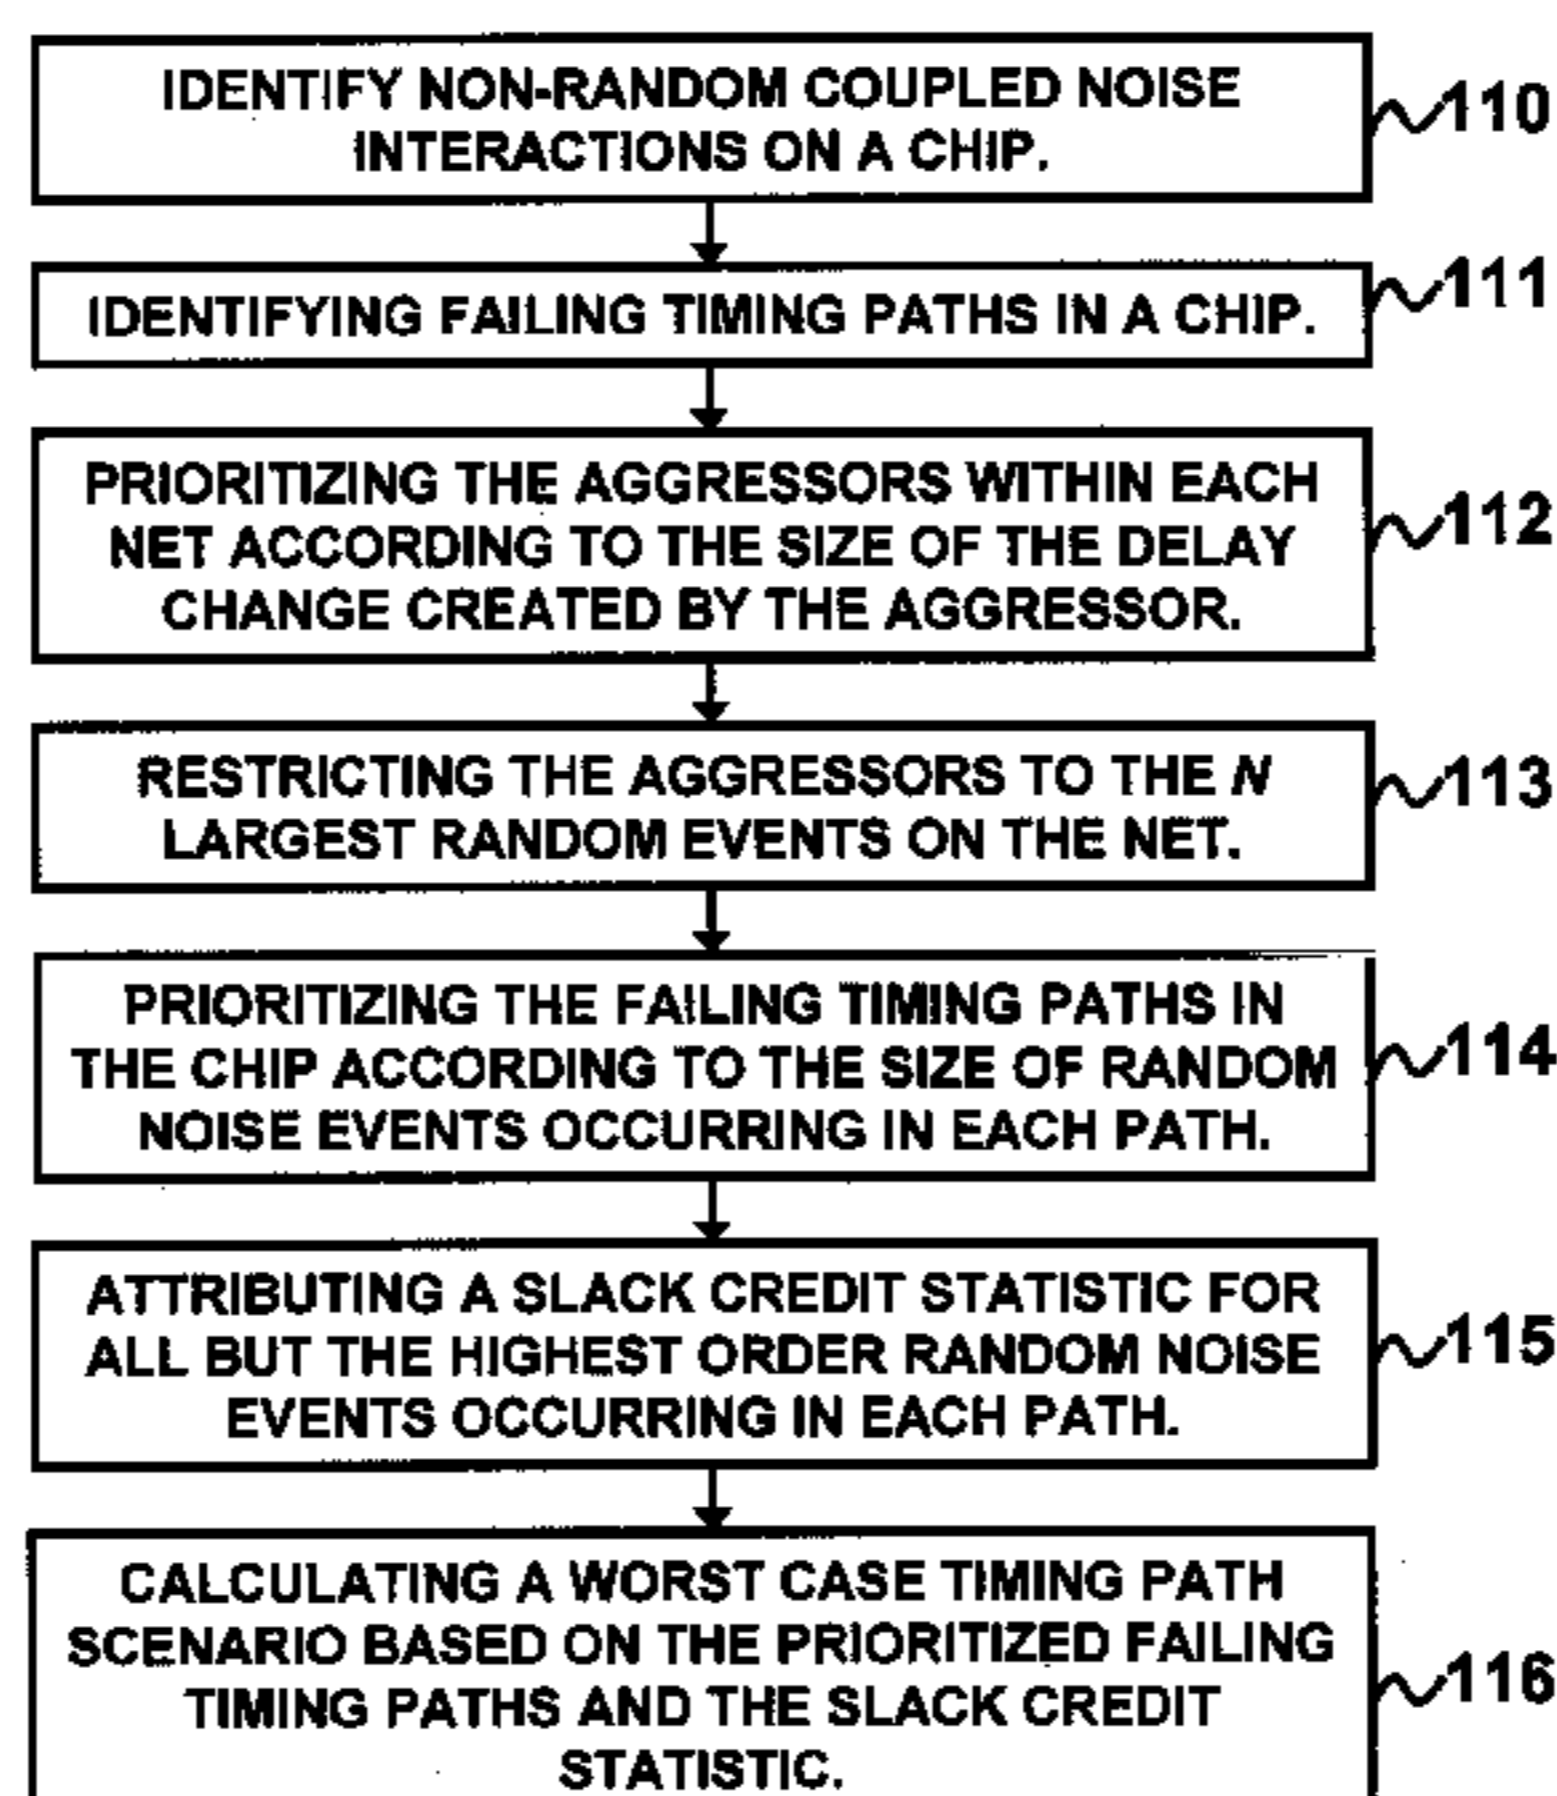 IDENTIFY NON-RANDOM COUPLED NOISE
INTERACTIONS ON A CHIP.
110
IDENTIFYING FAILING TIMING PATHS IN A CHIP.
111
PRIORITIZING THE AGGRESSORS WITHIN EACH
NET ACCORDING TO THE SIZE OF THE DELAY
CHANGE CREATED BY THE AGGRESSOR.
112
RESTRICTING THE AGGRESSORS TO THE N
LARGEST RANDOM EVENTS ON THE NET.
113
PRIORITIZING THE FAILING TIMING PATHS IN
THE CHIP ACCORDING TO THE SIZE OF RANDOM
NOISE EVENTS OCCURRING IN EACH PATH.
114
ATTRIBUTING A SLACK CREDIT STATISTIC FOR
ALL BUT THE HIGHEST ORDER RANDOM NOISE
EVENTS OCCURRING IN EACH PATH.
115
CALCULATING A WORST CASE TIMING PATH
SCENARIO BASED ON THE PRIORITIZED FAILING
TIMING PATHS AND THE SLACK CREDIT
STATISTIC.
116